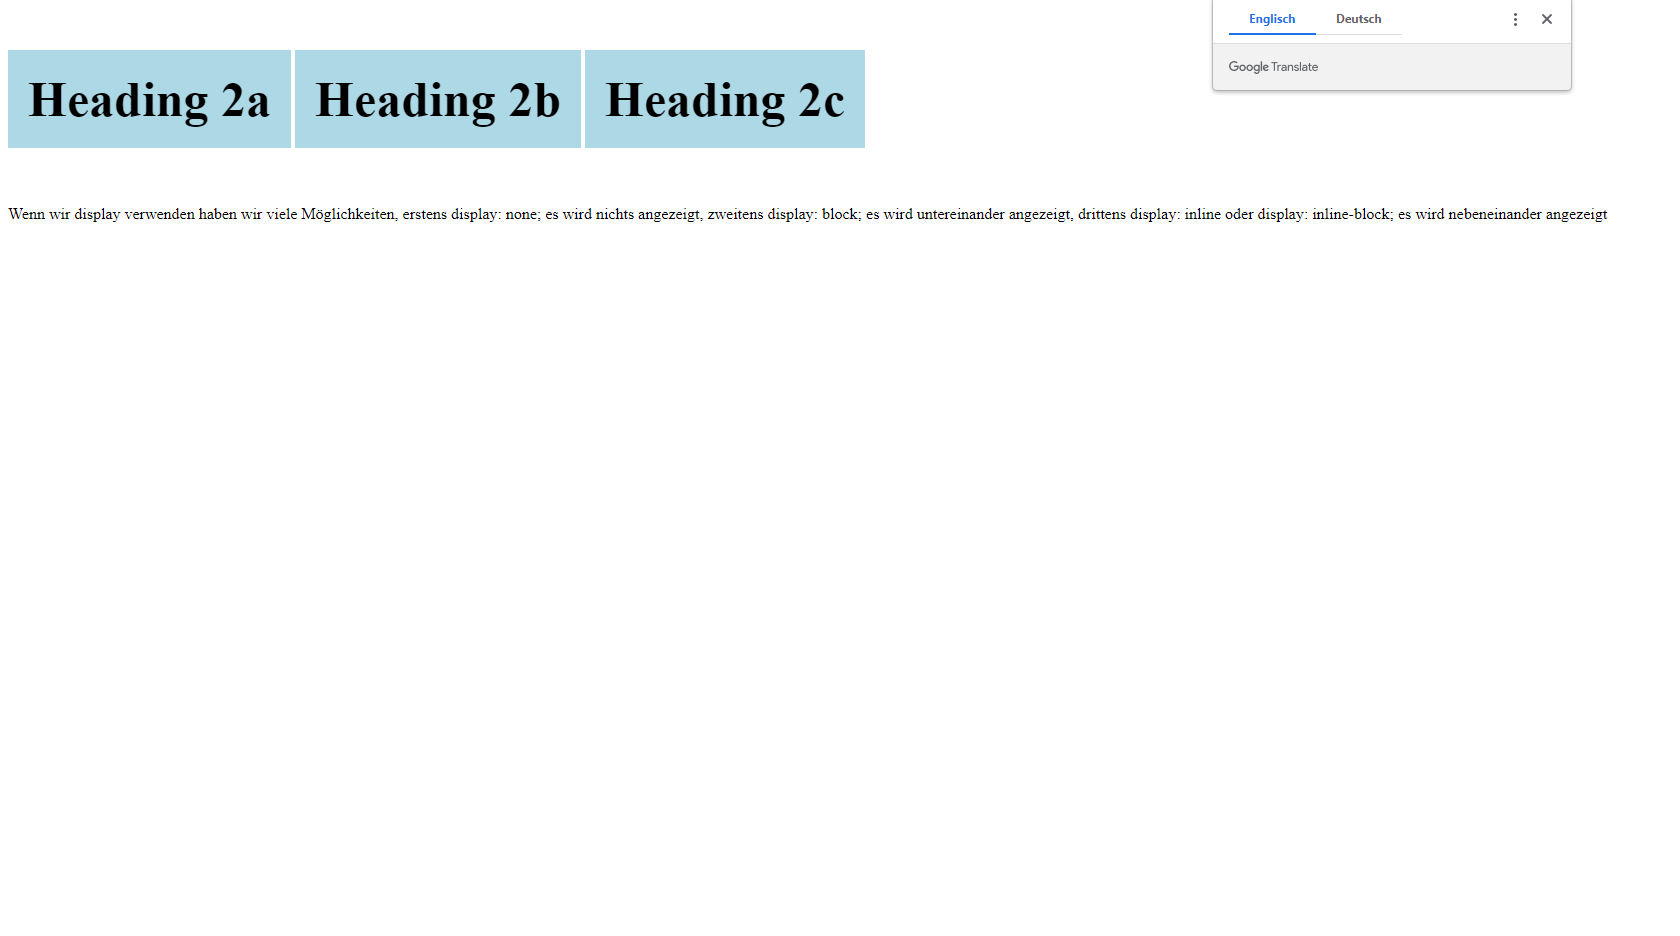 Englisch Deutsch
Google Translate
Heading 2a Heading 2b Heading 2c
Wenn wir display verwenden haben wir viele Möglichkeiten, erstens display: none; es wird nichts angezeigt, zweitens display: block; es wird untereinander angezeigt, drittens display: inline oder display: inline-block; es wird nebeneinander angezeigt